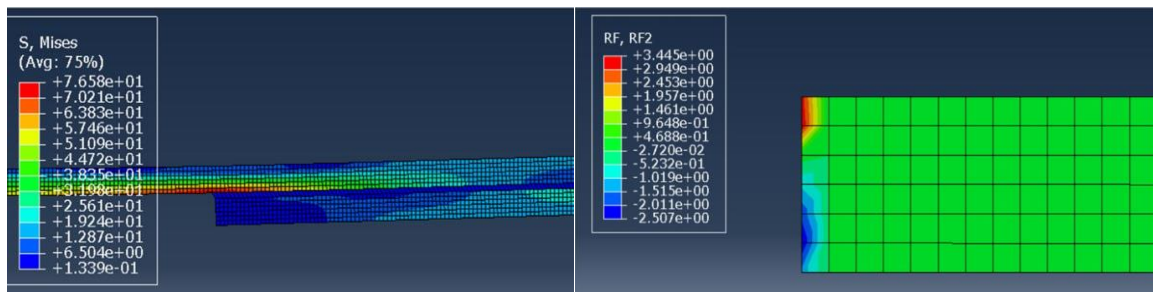 S, Mises
(Avg: 75%)
+7.658e+01
+7.021e+01
+6.383e+01
+5.746e+01
+5.109e+01
+4.472e+01
+3.835e+01
+3.198e+01
+2.561e+01
+1.924e+01
+1.287e+01
+6.504e+00
+1.339e-01
RF, RF2
+3.445e+00
+2.949e+00
+2.453e+00
+1.957e+00
+1.461e+00
+9.648e-01
+4.688e-01
-2.720e-02
-5.232e-01
-1.019e+00
-1.515e+00
-2.011e+00
-2.507e+00